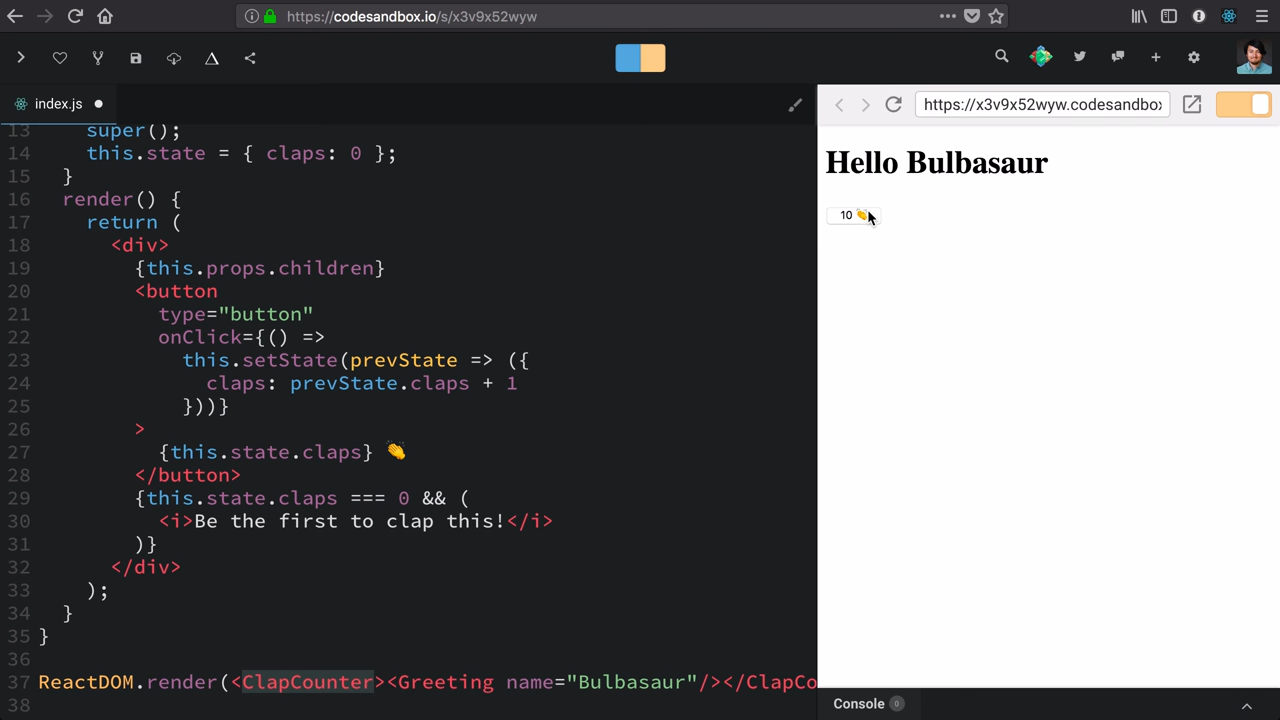 https://codesandbox.io/s/x3v9x52wyw
index.js
https://x3v9x52wyw.codesandbox
13 super();
14 this.state = { claps: 0 };
15 }
16 render() {
17 return (
18 <div>
19 {this.props.children}
20 <button
21 type="button"
22 onClick={() =>
23 this.setState(prevState => ({
24 claps: prevState.claps + 1
25 }))}
26 >
27 {this.state.claps} 👏
28 </button>
29 {this.state.claps === 0 && (
30 <i>Be the first to clap this!</i>
31 )}
32 </div>
33 );
34 }
35 }
36
37 ReactDOM.render(<ClapCounter><Greeting name="Bulbasaur"/></ClapCo
38
Hello Bulbasaur
10 👏
Console 0